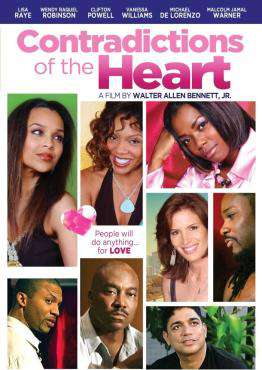 LISA WENDY RAQUEL CLIFTON VANESSA MICHAEL MALCOLM JAMAL
RAYE ROBINSON POWELL WILLIAMS DE LORENZO WARNER
Contradictions
of the Heart
A FILM BY WALTER ALLEN BENNETT, JR.
People will
do anything...
for LOVE